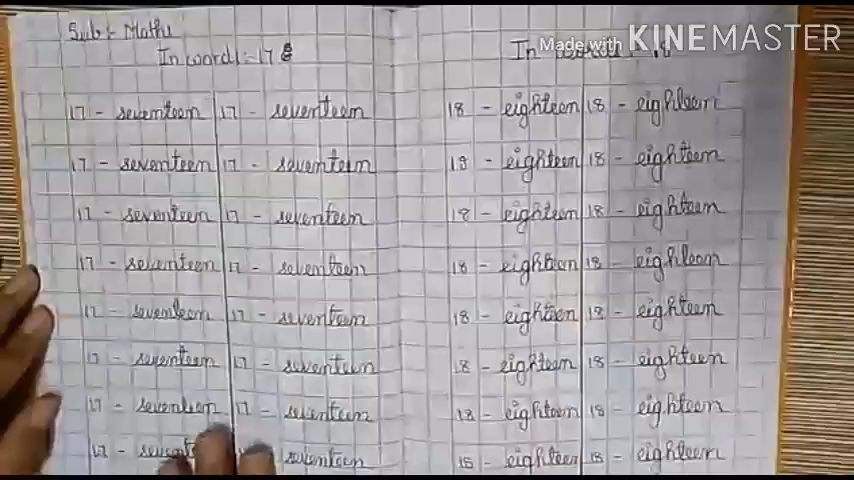 Sub:- Maths
In word:- 17
17 - seventeen 17 - seventeen
17 - seventeen 17 - seventeen
17 - seventeen 17 - seventeen
17 - seventeen 17 - seventeen
17 - seventeen 17 - seventeen
17 - seventeen 17 - seventeen
17 - seventeen 17 - seventeen
17 - seventeen
Made with KINEMASTER
In 18
18 - eighteen 18 - eighteen
18 - eighteen 18 - eighteen
18 - eighteen 18 - eighteen
18 - eighteen 18 - eighteen
18 - eighteen 18 - eighteen
18 - eighteen 18 - eighteen
18 - eighteen 18 - eighteen
18 - eighteen 18 - eighteen